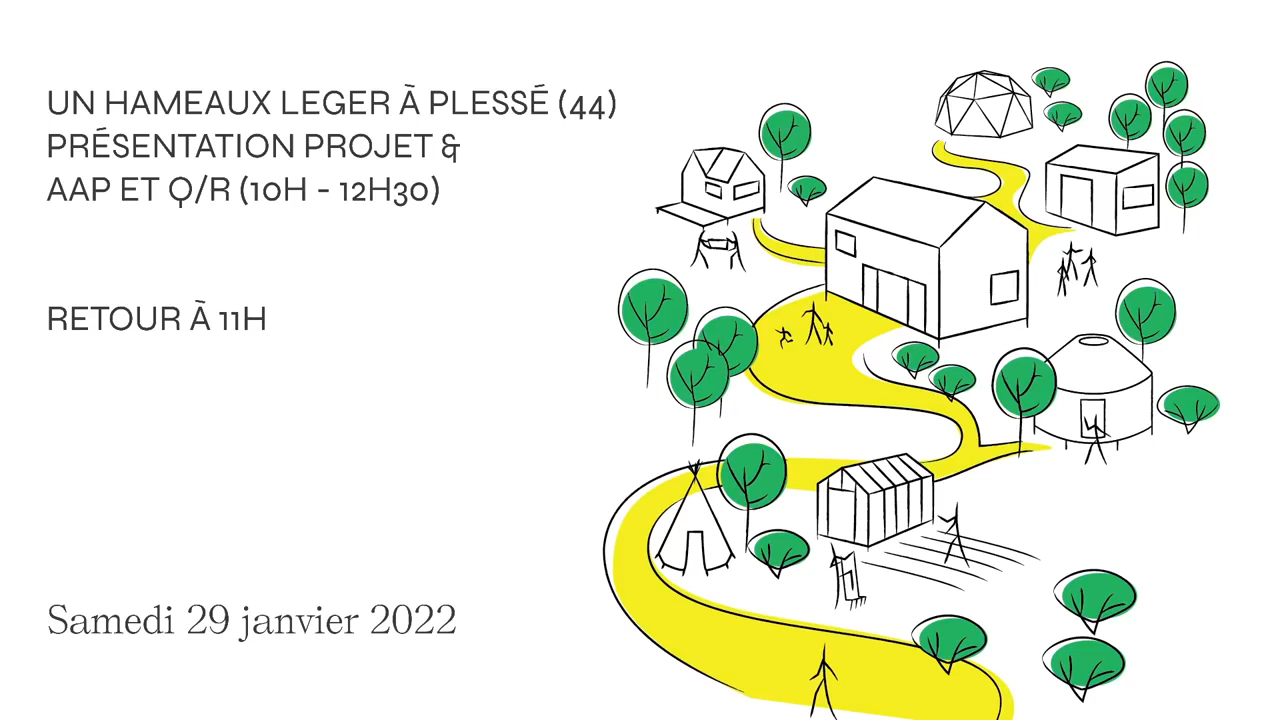 UN HAMEAUX LEGER À PLESSÉ (44)
PRÉSENTATION PROJET &
AAP ET Q/R (10H - 12H30)
RETOUR À 11H
Samedi 29 janvier 2022